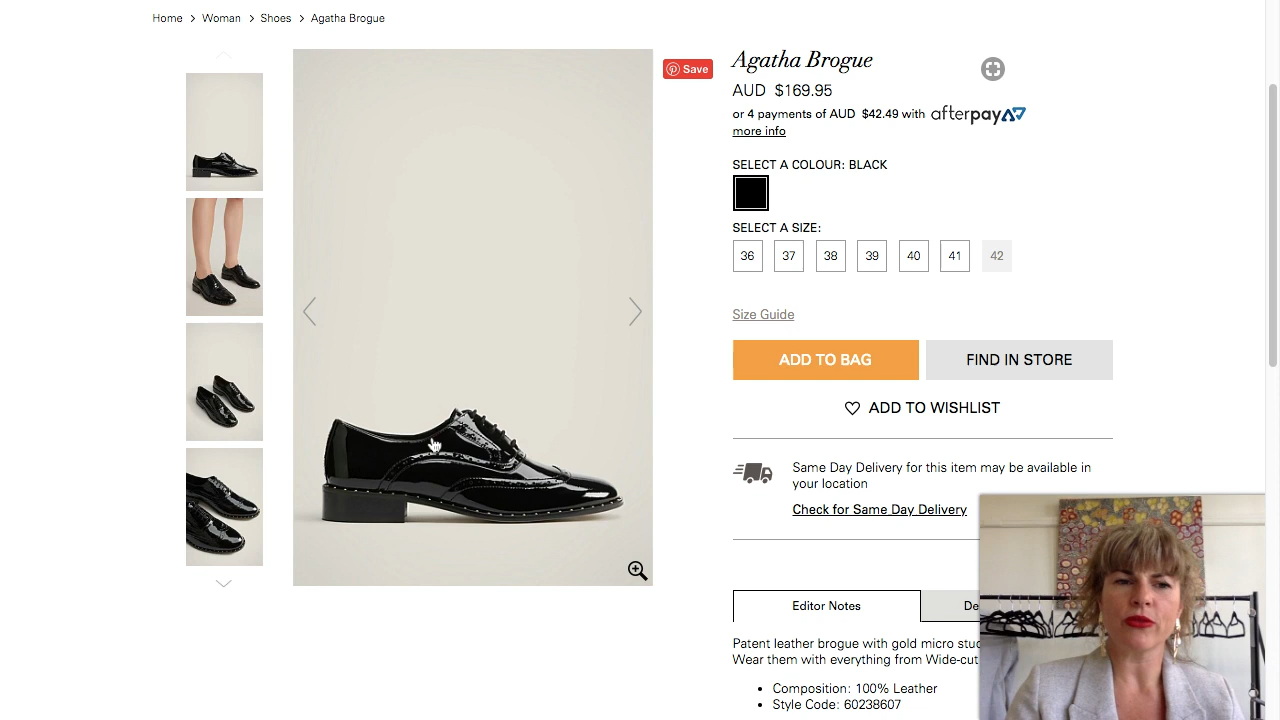 Home > Woman > Shoes > Agatha Brogue
Save
Agatha Brogue
AUD $169.95
or 4 payments of AUD $42.49 with afterpay
more info
SELECT A COLOUR: BLACK
SELECT A SIZE:
36 37 38 39 40 41 42
Size Guide
ADD TO BAG
FIND IN STORE
ADD TO WISHLIST
Same Day Delivery for this item may be available in
your location
Check for Same Day Delivery
Editor Notes
De
Patent leather brogue with gold micro stud
Wear them with everything from Wide-cut
• Composition: 100% Leather
• Style Code: 60238607